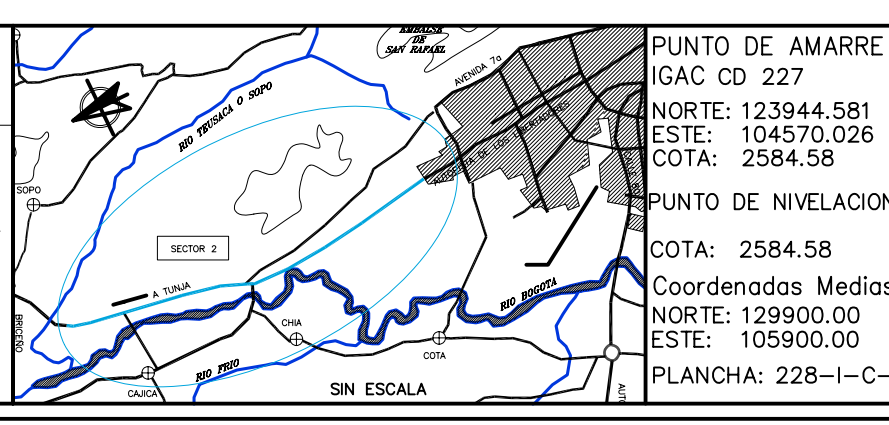 EMBALSE
DE
SAN RAFAEL
AVENIDA 7a
RIO TEUSACA O SOPO
AUTOPISTA DE LOS LIBERTADORES
CALLE 80
SOPO
SECTOR 2
A TUNJA
RIO BOGOTA
BRICEÑO
CHIA
COTA
RIO FRIO
CAJICA
SIN ESCALA
AUTO
PUNTO DE AMARRE
IGAC CD 227
NORTE: 123944.581
ESTE: 104570.026
COTA: 2584.58
PUNTO DE NIVELACION
COTA: 2584.58
Coordenadas Medias
NORTE: 129900.00
ESTE: 105900.00
PLANCHA: 228-I-C-